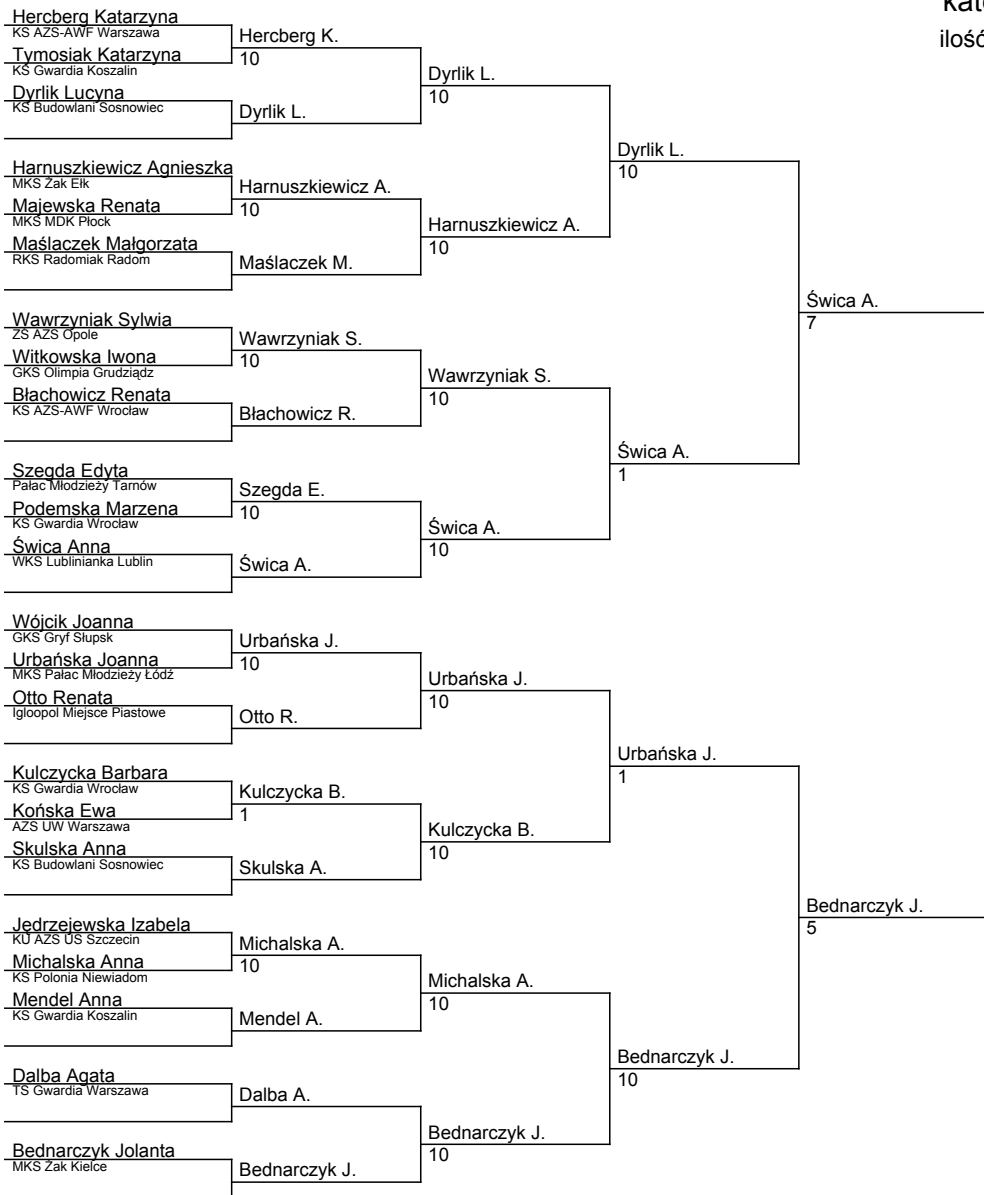 kate
ilość
Hercberg Katarzyna
KS AZS-AWF Warszawa
Hercberg K.
10
Tymosiak Katarzyna
KS Gwardia Koszalin
Dyrlik L.
10
Dyrlik Lucyna
KS Budowlani Sosnowiec
Dyrlik L.
Dyrlik L.
10
Harnuszkiewicz Agnieszka
MKS Żak Ełk
Harnuszkiewicz A.
10
Majewska Renata
MKS MDK Płock
Harnuszkiewicz A.
10
Maślaczek Małgorzata
RKS Radomiak Radom
Maślaczek M.
Świca A.
7
Wawrzyniak Sylwia
ZS AZS Opole
Wawrzyniak S.
10
Witkowska Iwona
GKS Olimpia Grudziądz
Wawrzyniak S.
10
Błachowicz Renata
KS AZS-AWF Wrocław
Błachowicz R.
Świca A.
1
Szegda Edyta
Pałac Młodzieży Tarnów
Szegda E.
10
Podemska Marzena
KS Gwardia Wrocław
Świca A.
10
Świca Anna
WKS Lublinianka Lublin
Świca A.
Wójcik Joanna
GKS Gryf Słupsk
Urbańska J.
10
Urbańska Joanna
MKS Pałac Młodzieży Łódź
Urbańska J.
10
Otto Renata
Igloopol Miejsce Piastowe
Otto R.
Urbańska J.
1
Kulczycka Barbara
KS Gwardia Wrocław
Kulczycka B.
1
Końska Ewa
AZS UW Warszawa
Kulczycka B.
10
Skulska Anna
KS Budowlani Sosnowiec
Skulska A.
Bednarczyk J.
5
Jędrzejewska Izabela
KU AZS US Szczecin
Michalska A.
10
Michalska Anna
KS Polonia Niewiadom
Michalska A.
10
Mendel Anna
KS Gwardia Koszalin
Mendel A.
Bednarczyk J.
10
Dalba Agata
TS Gwardia Warszawa
Dalba A.
Bednarczyk J.
10
Bednarczyk Jolanta
MKS Żak Kielce
Bednarczyk J.